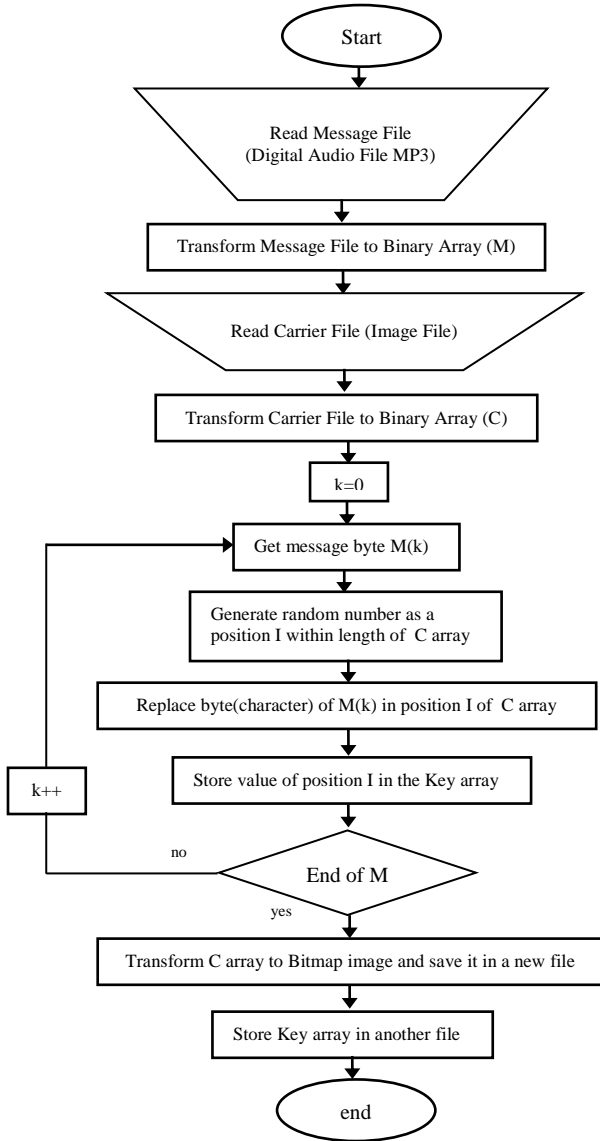 Start
Read Message File
(Digital Audio File MP3)
Transform Message File to Binary Array (M)
Read Carrier File (Image File)
Transform Carrier File to Binary Array (C)
k=0
Get message byte M(k)
Generate random number as a
position I within length of C array
Replace byte(character) of M(k) in position I of C array
Store value of position I in the Key array
k++
no
End of M
yes
Transform C array to Bitmap image and save it in a new file
Store Key array in another file
end